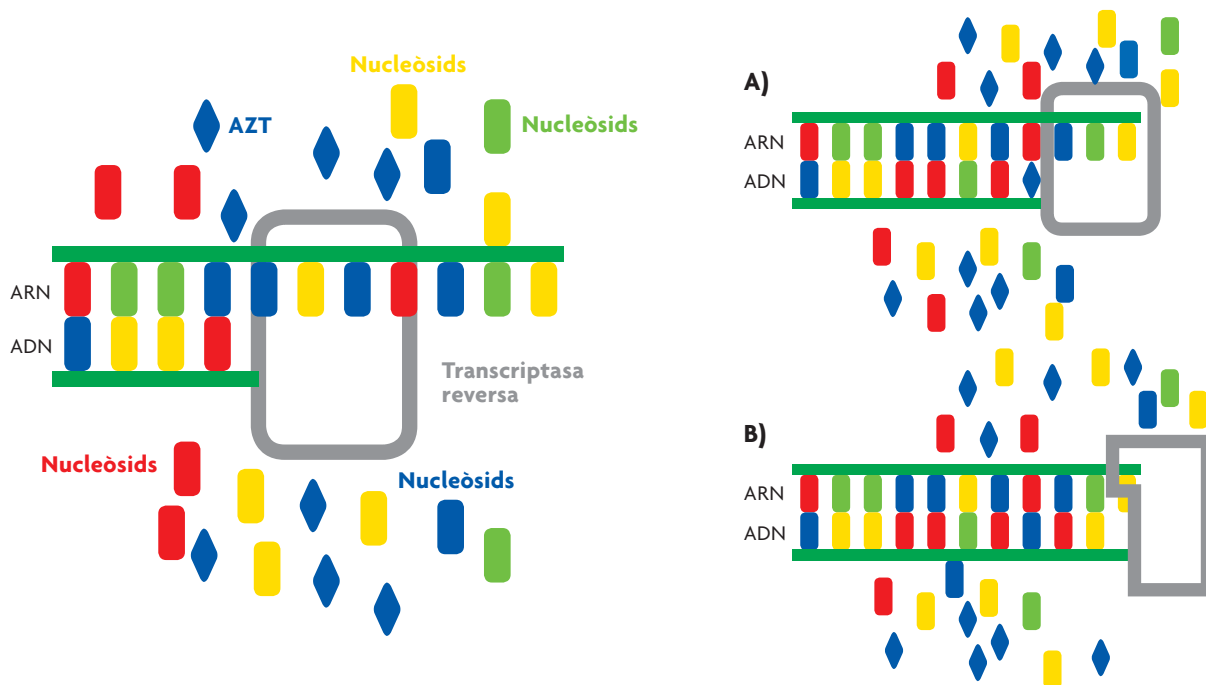 Nucleòsids
AZT
Nucleòsids
ARN
ADN
Transcriptasa
reversa
Nucleòsids
Nucleòsids
A)
ARN
ADN
B)
ARN
ADN